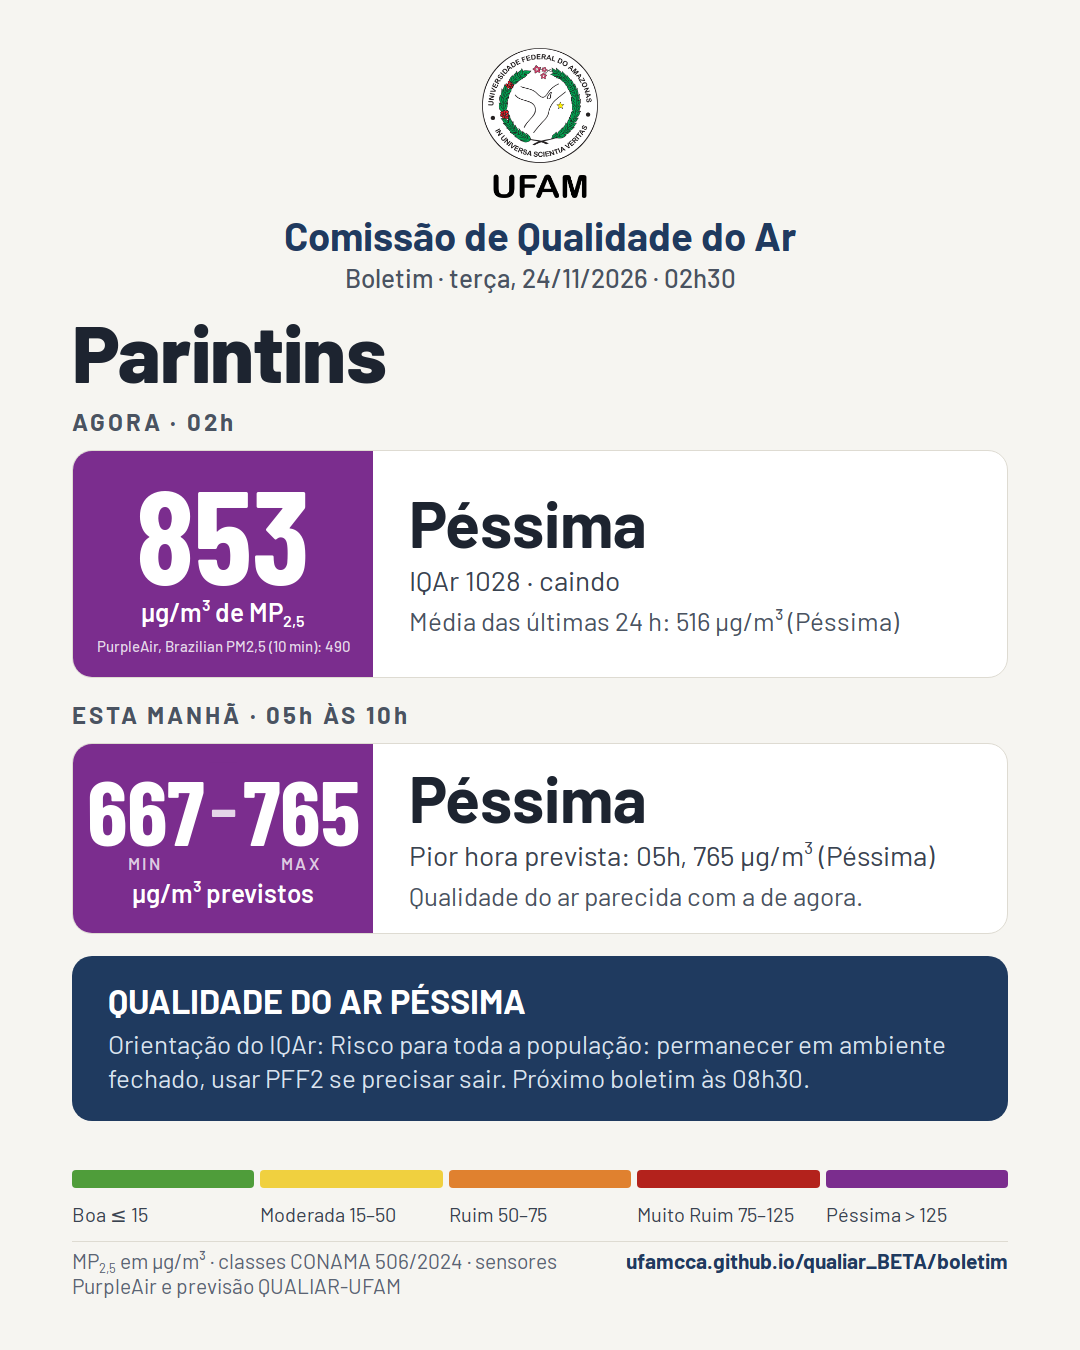 UNIVERSIDADE FEDERAL DO AMAZONAS
IN UNIVERSA SCIENTIA VERITAS
UFAM
Comissão de Qualidade do Ar
Boletim · terça, 24/11/2026 · 02h30
Parintins
AGORA · 02h
853
µg/m³ de MP2,5
PurpleAir, Brazilian PM2,5 (10 min): 490
Péssima
IQAr 1028 · caindo
Média das últimas 24 h: 516 µg/m³ (Péssima)
ESTA MANHÃ · 05h ÀS 10h
667 - 765
MIN MAX
µg/m³ previstos
Péssima
Pior hora prevista: 05h, 765 µg/m³ (Péssima)
Qualidade do ar parecida com a de agora.
QUALIDADE DO AR PÉSSIMA
Orientação do IQAr: Risco para toda a população: permanecer em ambiente
fechado, usar PFF2 se precisar sair. Próximo boletim às 08h30.
Boa ≤ 15
Moderada 15–50
Ruim 50–75
Muito Ruim 75–125
Péssima > 125
MP2,5 em µg/m³ · classes CONAMA 506/2024 · sensores
PurpleAir e previsão QUALIAR-UFAM
ufamcca.github.io/qualiar_BETA/boletim